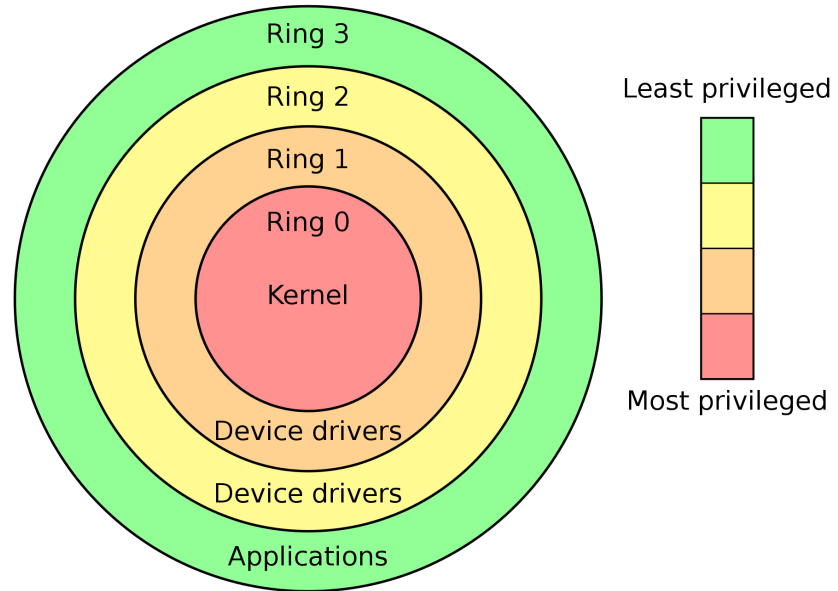 Ring 3
Ring 2
Ring 1
Ring 0
Kernel
Device drivers
Device drivers
Applications
Least privileged
Most privileged